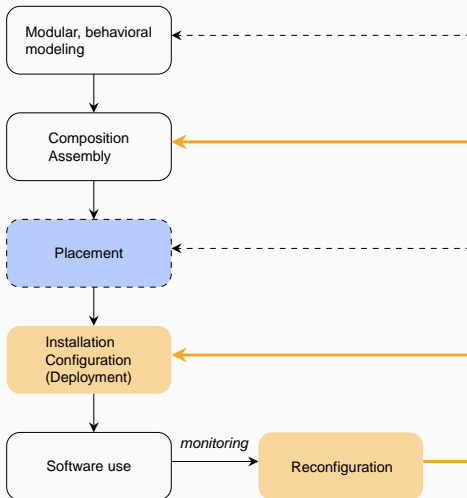 Modular, behavioral
modeling
Composition
Assembly
Placement
Installation
Configuration
(Deployment)
monitoring
Software use
Reconfiguration